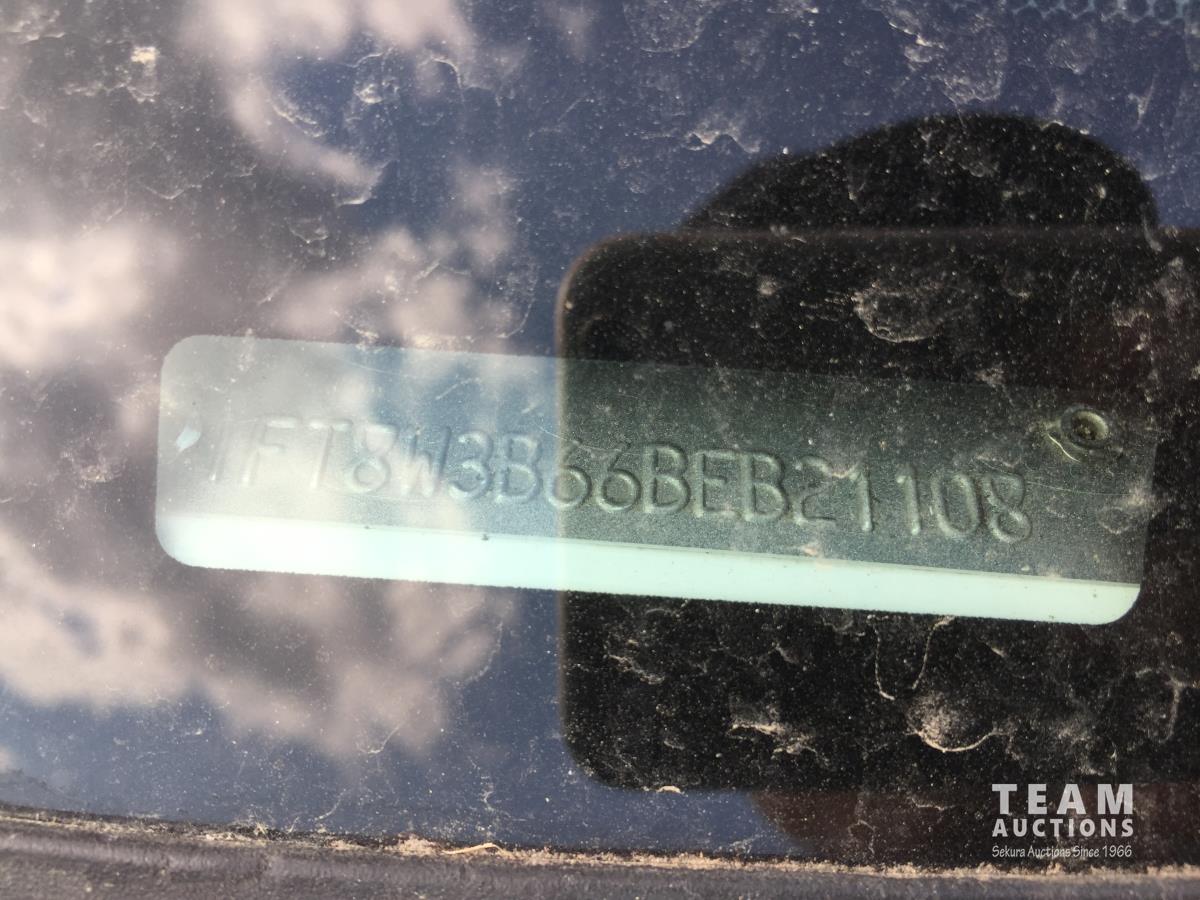 1FT8W3B66BEB21108
TEAM
AUCTIONS
Sekura Auctions Since 1966